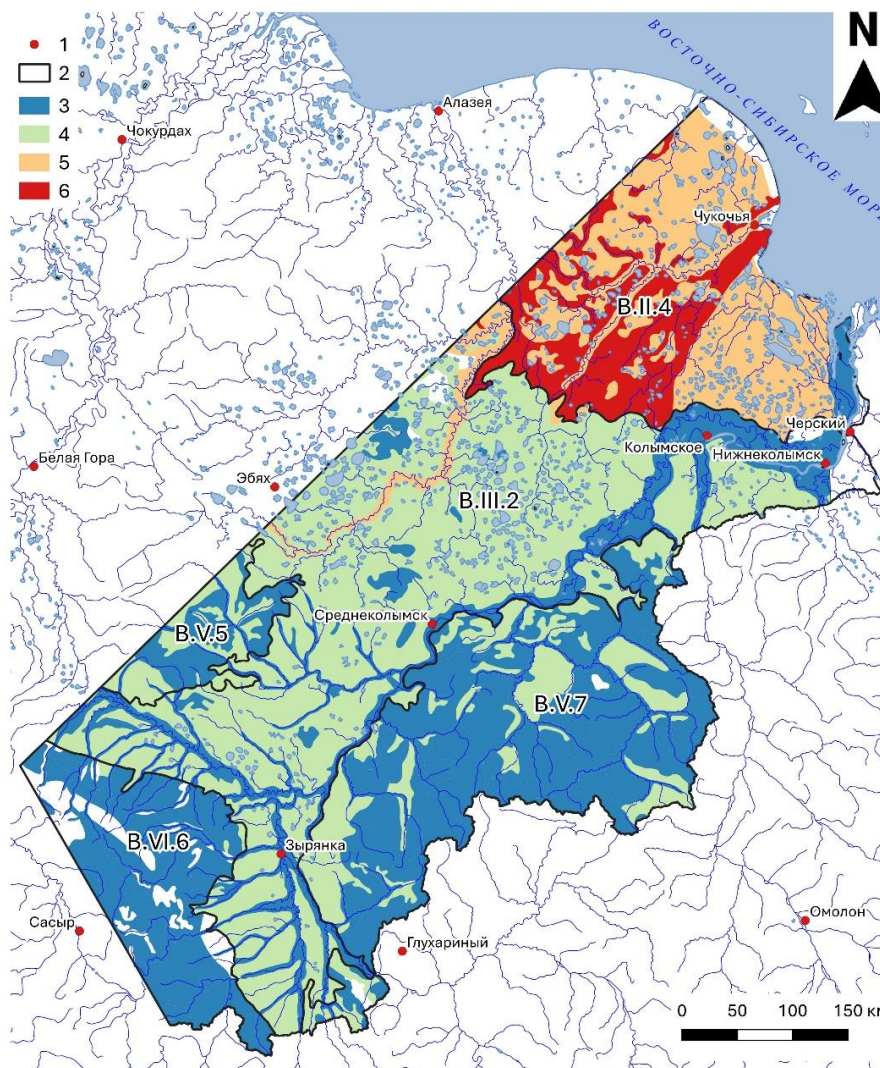 1
2
3
4
5
6
N
ВОСТОЧНО-СИБИРСКОЕ МОРЕ
Алазея
Чокурдах
Чукочья
B.II.4
Черский
Колымское
Нижнеколымск
Белая Гора
Эбях
B.III.2
Среднеколымск
B.V.5
B.V.7
B.VI.6
Зырянка
Сасыр
Омолон
Глухариный
0 50 100 150 км